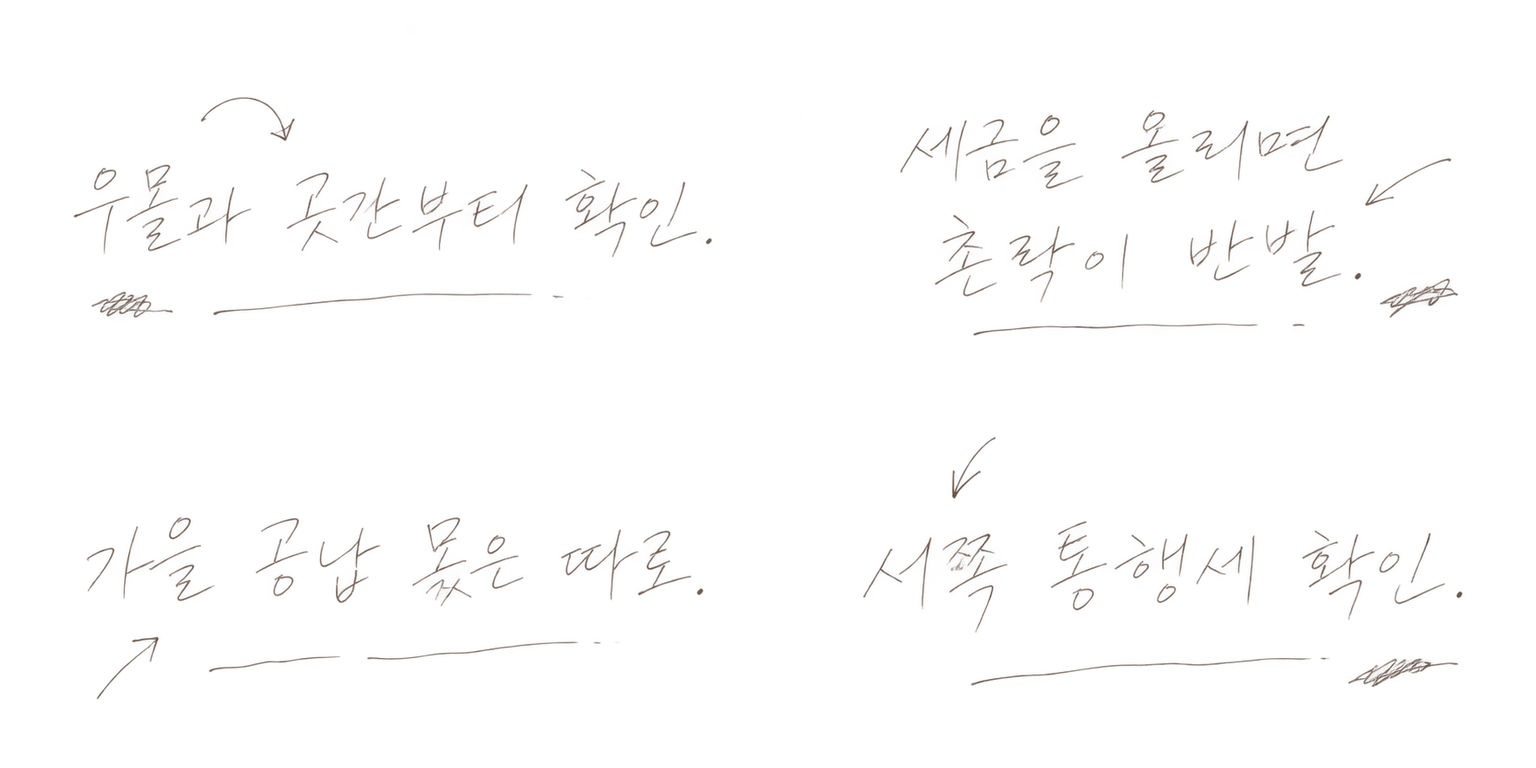 우몰과 곳간부터 확인.
세금을 올리면
촌락이 반발.
가을 공납 몫은 따로.
서쪽 통행세 확인.